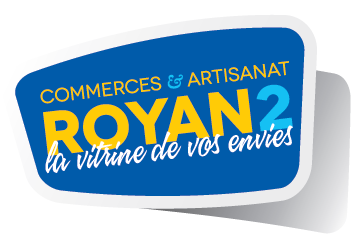 COMMERCES & ARTISANAT
ROYAN2
la vitrine de vos envies